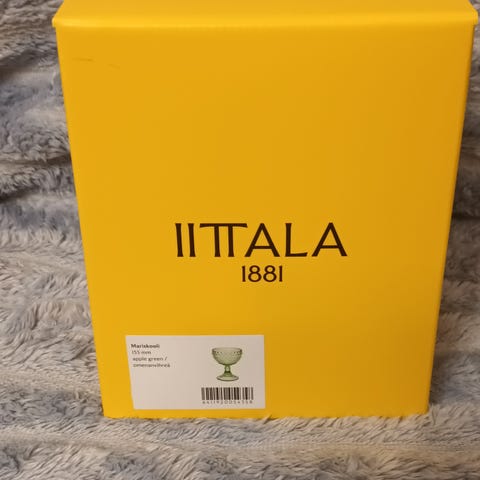 IITTALA
1881
Mariskooli
155 mm
apple green /
omenanvihreä